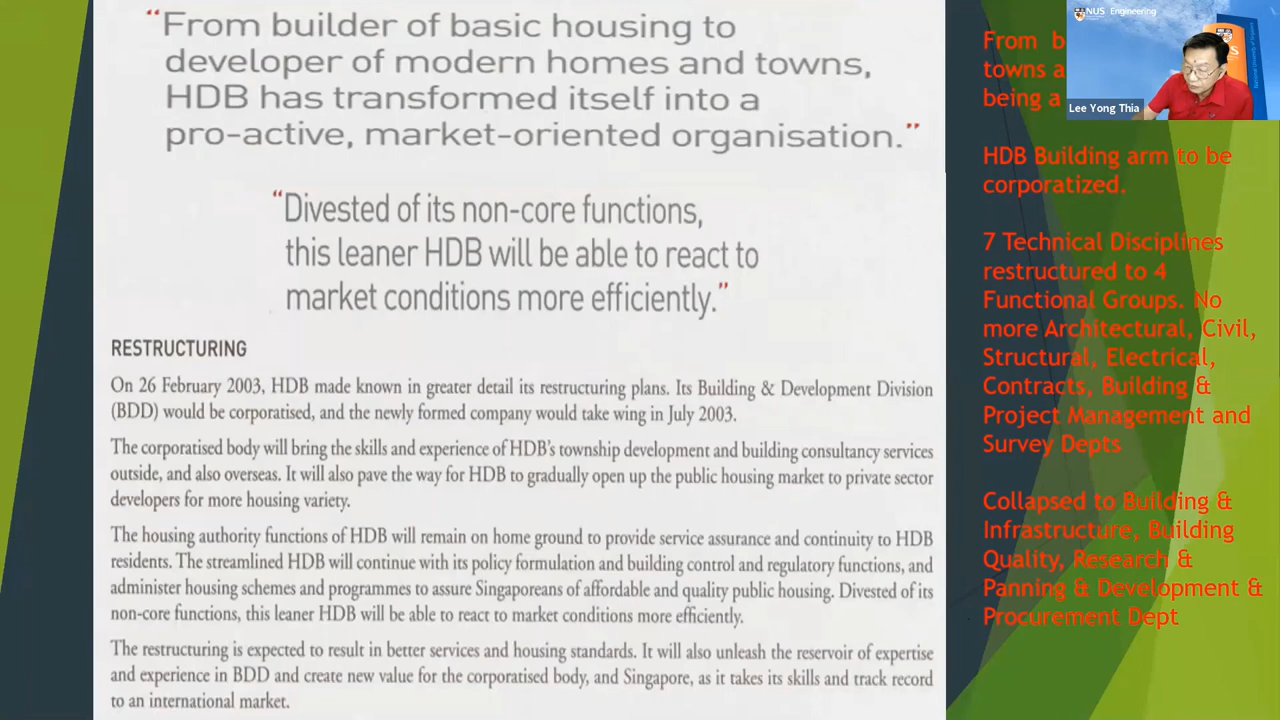 “From builder of basic housing to
developer of modern homes and towns,
HDB has transformed itself into a
pro-active, market-oriented organisation.”
“Divested of its non-core functions,
this leaner HDB will be able to react to
market conditions more efficiently.”
RESTRUCTURING
On 26 February 2003, HDB made known in greater detail its restructuring plans. Its Building & Development Division
(BDD) would be corporatised, and the newly formed company would take wing in July 2003.
The corporatised body will bring the skills and experience of HDB's township development and building consultancy services
outside, and also overseas. It will also pave the way for HDB to gradually open up the public housing market to private sector
developers for more housing variety.
The housing authority functions of HDB will remain on home ground to provide service assurance and continuity to HDB
residents. The streamlined HDB will continue with its policy formulation and building control and regulatory functions, and
administer housing schemes and programmes to assure Singaporeans of affordable and quality public housing. Divested of its
non-core functions, this leaner HDB will be able to react to market conditions more efficiently.
The restructuring is expected to result in better services and housing standards. It will also unleash the reservoir of expertise
and experience in BDD and create new value for the corporatised body, and Singapore, as it takes its skills and track record
to an international market.
From b
towns a
being a
HDB Building arm to be
corporatized.
7 Technical Disciplines
restructured to 4
Functional Groups. No
more Architectural, Civil,
Structural, Electrical,
Contracts, Building &
Project Management and
Survey Depts
Collapsed to Building &
Infrastructure, Building
Quality, Research &
Panning & Development &
Procurement Dept
NUS Engineering
Lee Yong Thia